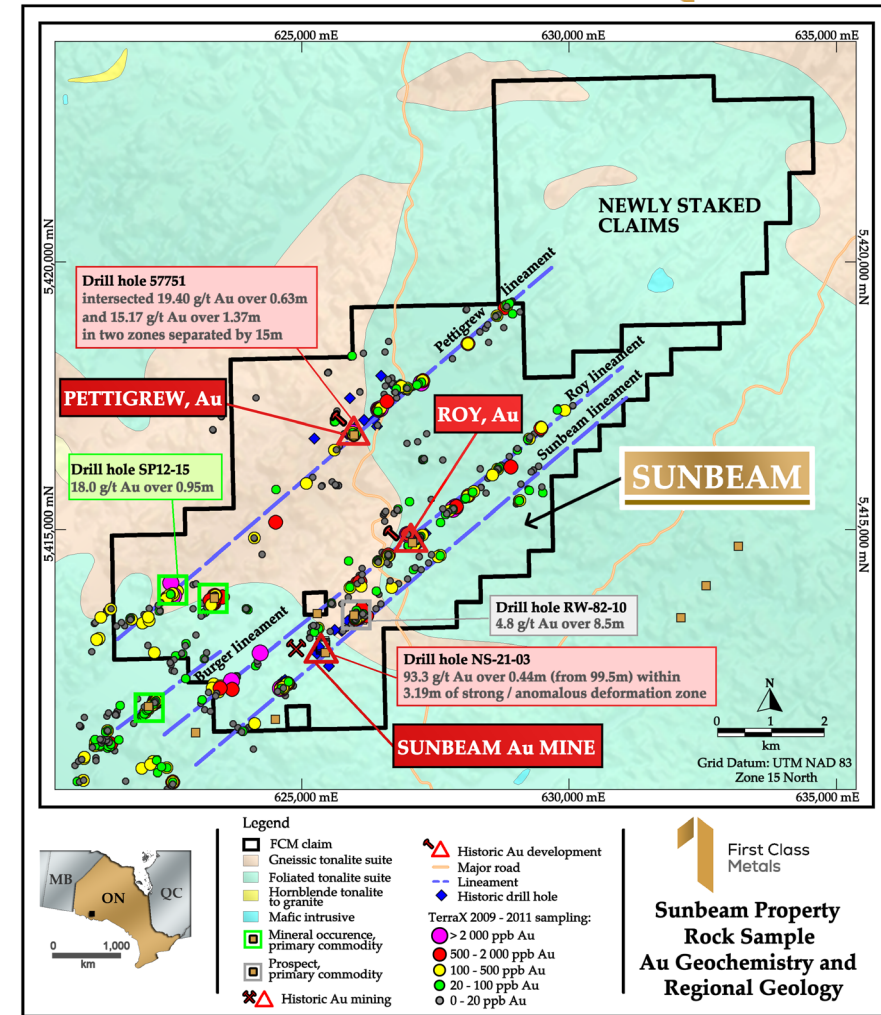 625,000 mE
630,000 mE
635,000 mE
5,420,000 mN
5,420,000 mN
NEWLY STAKED
CLAIMS
Drill hole 57751
intersected 19.40 g/t Au over 0.63m
and 15.17 g/t Au over 1.37m
in two zones separated by 15m
Pettigrew lineament
PETTIGREW, Au
ROY, Au
Roy lineament
Sunbeam lineament
Drill hole SP12-15
18.0 g/t Au over 0.95m
SUNBEAM
5,415,000 mN
5,415,000 mN
Burger lineament
Drill hole RW-82-10
4.8 g/t Au over 8.5m
Drill hole NS-21-03
93.3 g/t Au over 0.44m (from 99.5m) within
3.19m of strong / anomalous deformation zone
SUNBEAM Au MINE
N
0 1 2
km
Grid Datum: UTM NAD 83
Zone 15 North
625,000 mE
630,000 mE
635,000 mE
MB
ON
QC
0 1,000
km
Legend
FCM claim
Gneissic tonalite suite
Foliated tonalite suite
Hornblende tonalite
to granite
Mafic intrusive
Mineral occurence,
primary commodity
Prospect,
primary commodity
Historic Au mining
Historic Au development
Major road
Lineament
Historic drill hole
TerraX 2009 - 2011 sampling:
> 2 000 ppb Au
500 - 2 000 ppb Au
100 - 500 ppb Au
20 - 100 ppb Au
0 - 20 ppb Au
First Class
Metals
Sunbeam Property
Rock Sample
Au Geochemistry and
Regional Geology